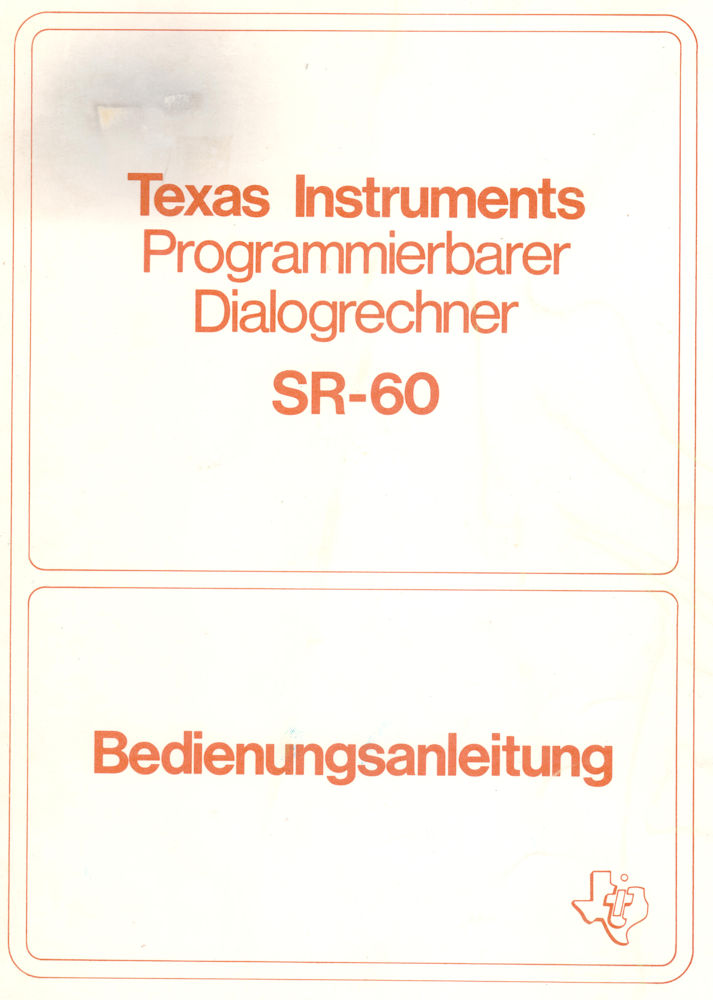 Texas Instruments
Programmierbarer
Dialogrechner
SR-60
Bedienungsanleitung